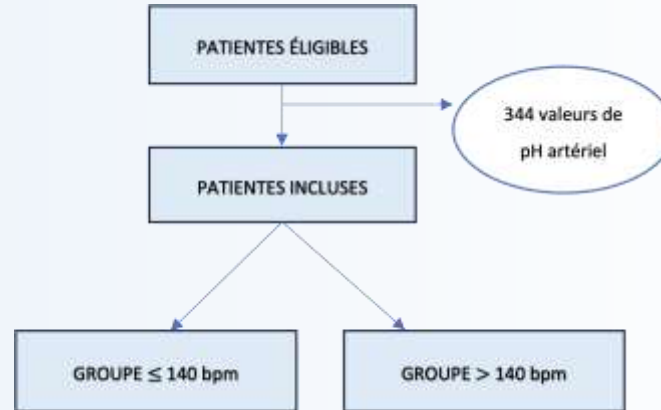 PATIENTES ÉLIGIBLES
344 valeurs de
pH artériel
PATIENTES INCLUSES
GROUPE ≤ 140 bpm
GROUPE > 140 bpm